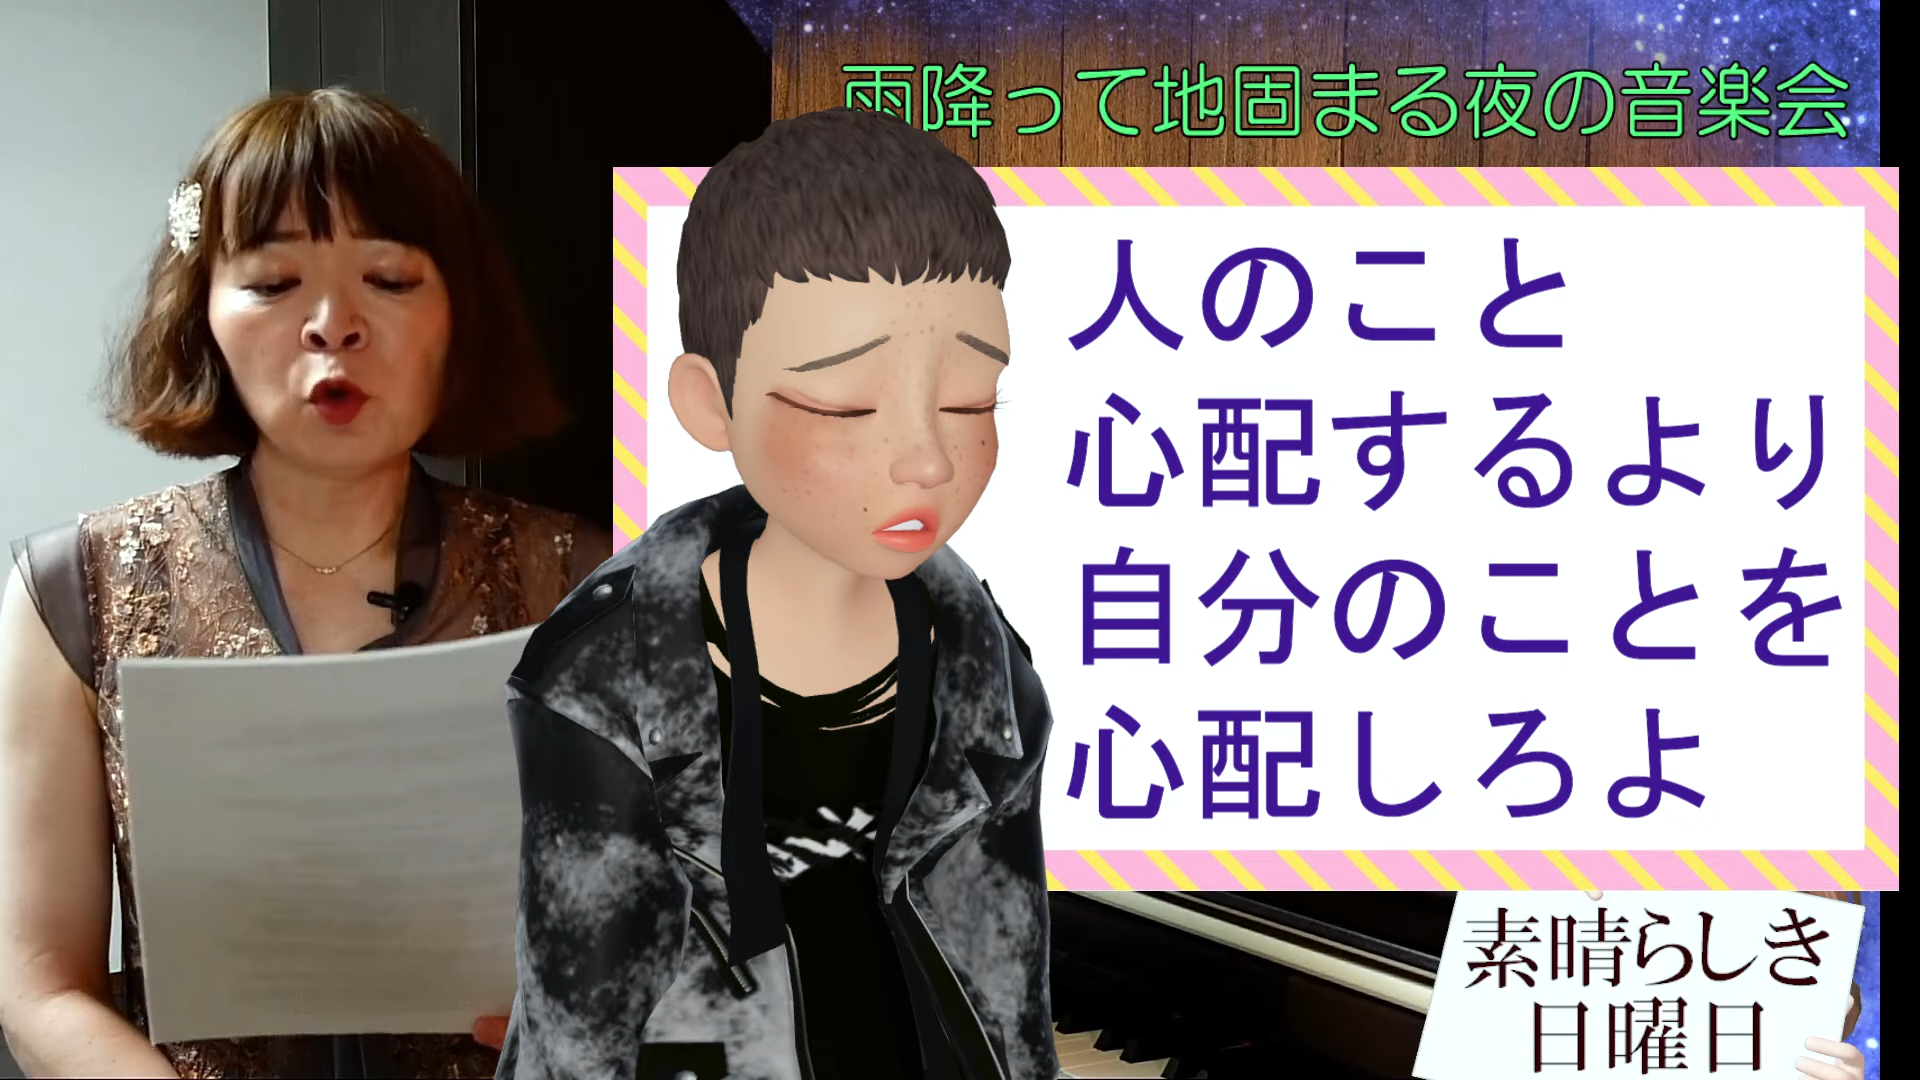 雨降って地固まる夜の音楽会
人のこと
心配するより
自分のことを
心配しろよ
素晴らしき
日曜日